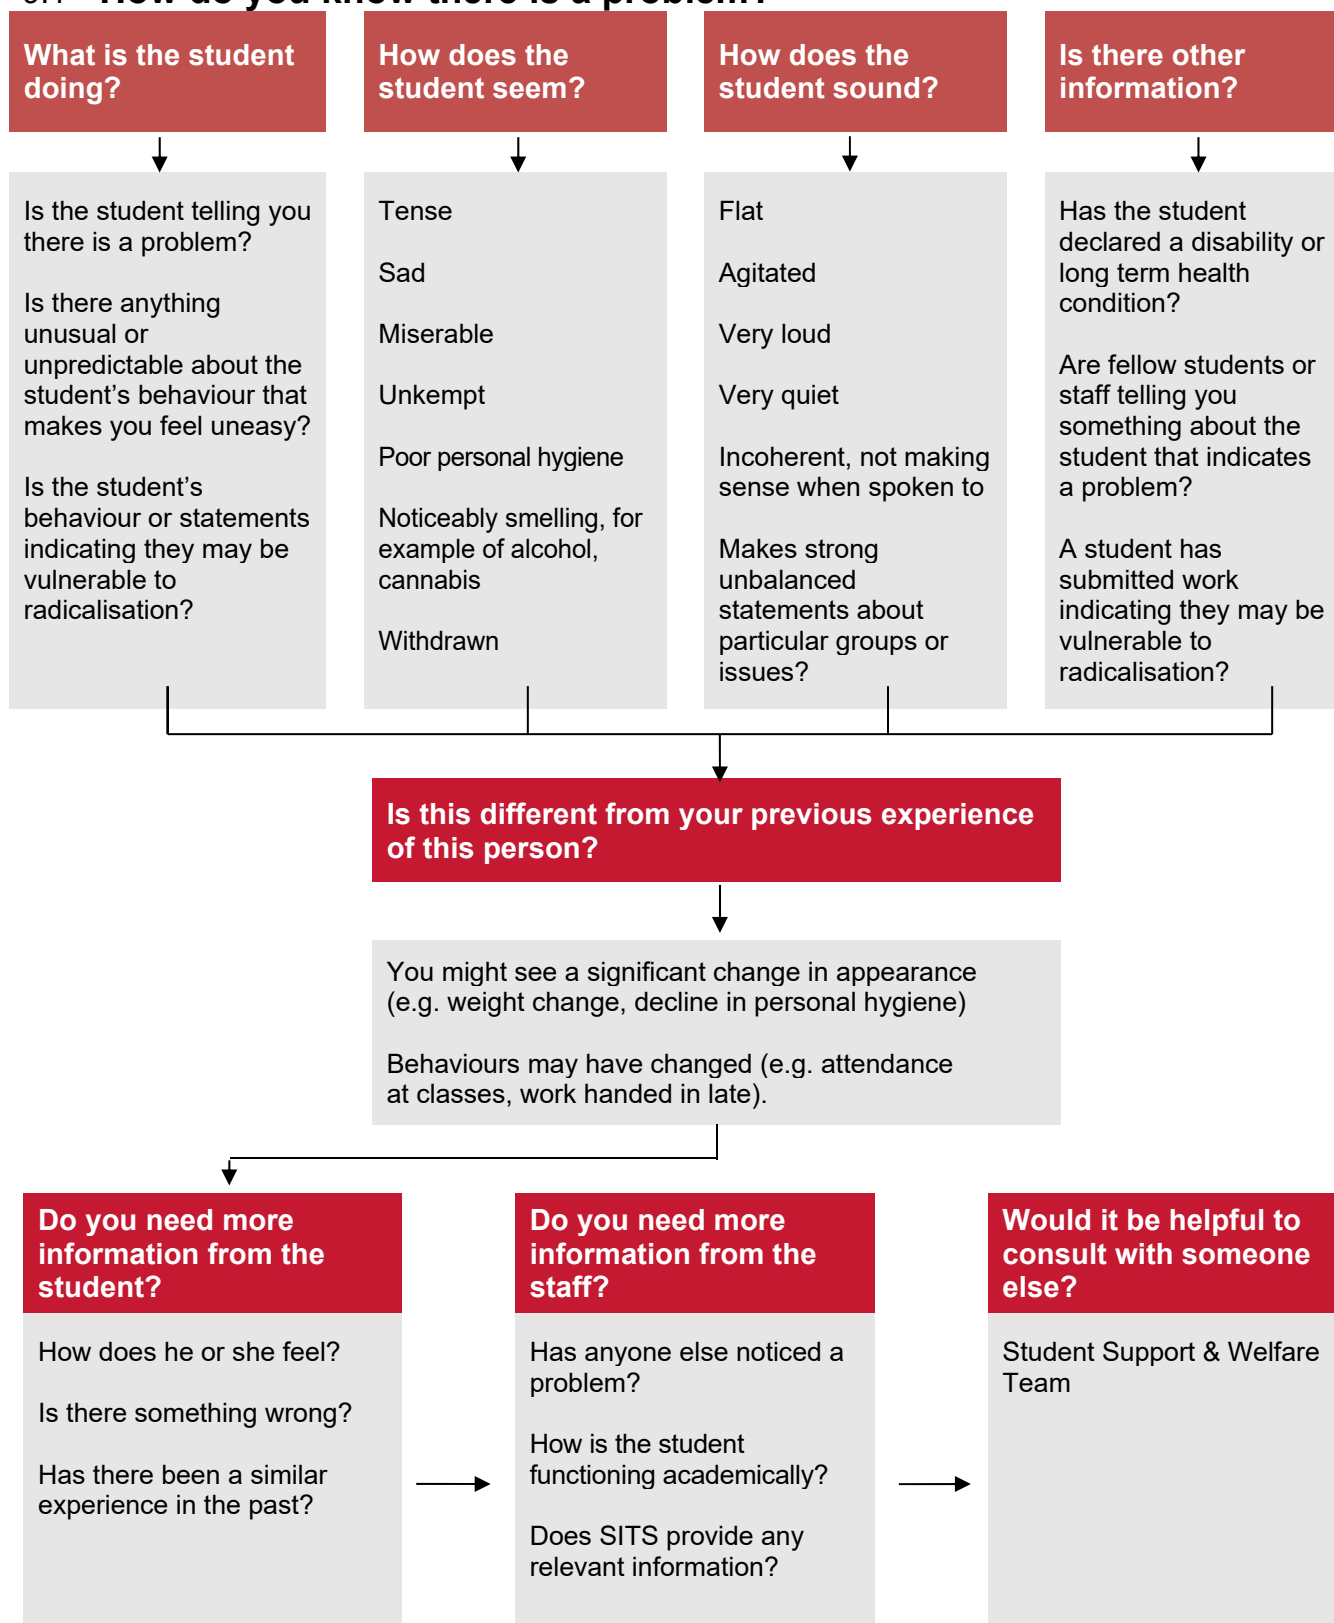 How do you know there is a problem?
What is the student
doing?
Is the student telling you
there is a problem?
Is there anything
unusual or
unpredictable about the
student’s behaviour that
makes you feel uneasy?
Is the student’s
behaviour or statements
indicating they may be
vulnerable to
radicalisation?
How does the
student seem?
Tense
Sad
Miserable
Unkempt
Poor personal hygiene
Noticeably smelling, for
example of alcohol,
cannabis
Withdrawn
How does the
student sound?
Flat
Agitated
Very loud
Very quiet
Incoherent, not making
sense when spoken to
Makes strong
unbalanced
statements about
particular groups or
issues?
Is there other
information?
Has the student
declared a disability or
long term health
condition?
Are fellow students or
staff telling you
something about the
student that indicates
a problem?
A student has
submitted work
indicating they may be
vulnerable to
radicalisation?
Is this different from your previous experience
of this person?
You might see a significant change in appearance
(e.g. weight change, decline in personal hygiene)
Behaviours may have changed (e.g. attendance
at classes, work handed in late).
Do you need more
information from the
student?
How does he or she feel?
Is there something wrong?
Has there been a similar
experience in the past?
Do you need more
information from the
staff?
Has anyone else noticed a
problem?
How is the student
functioning academically?
Does SITS provide any
relevant information?
Would it be helpful to
consult with someone
else?
Student Support & Welfare
Team